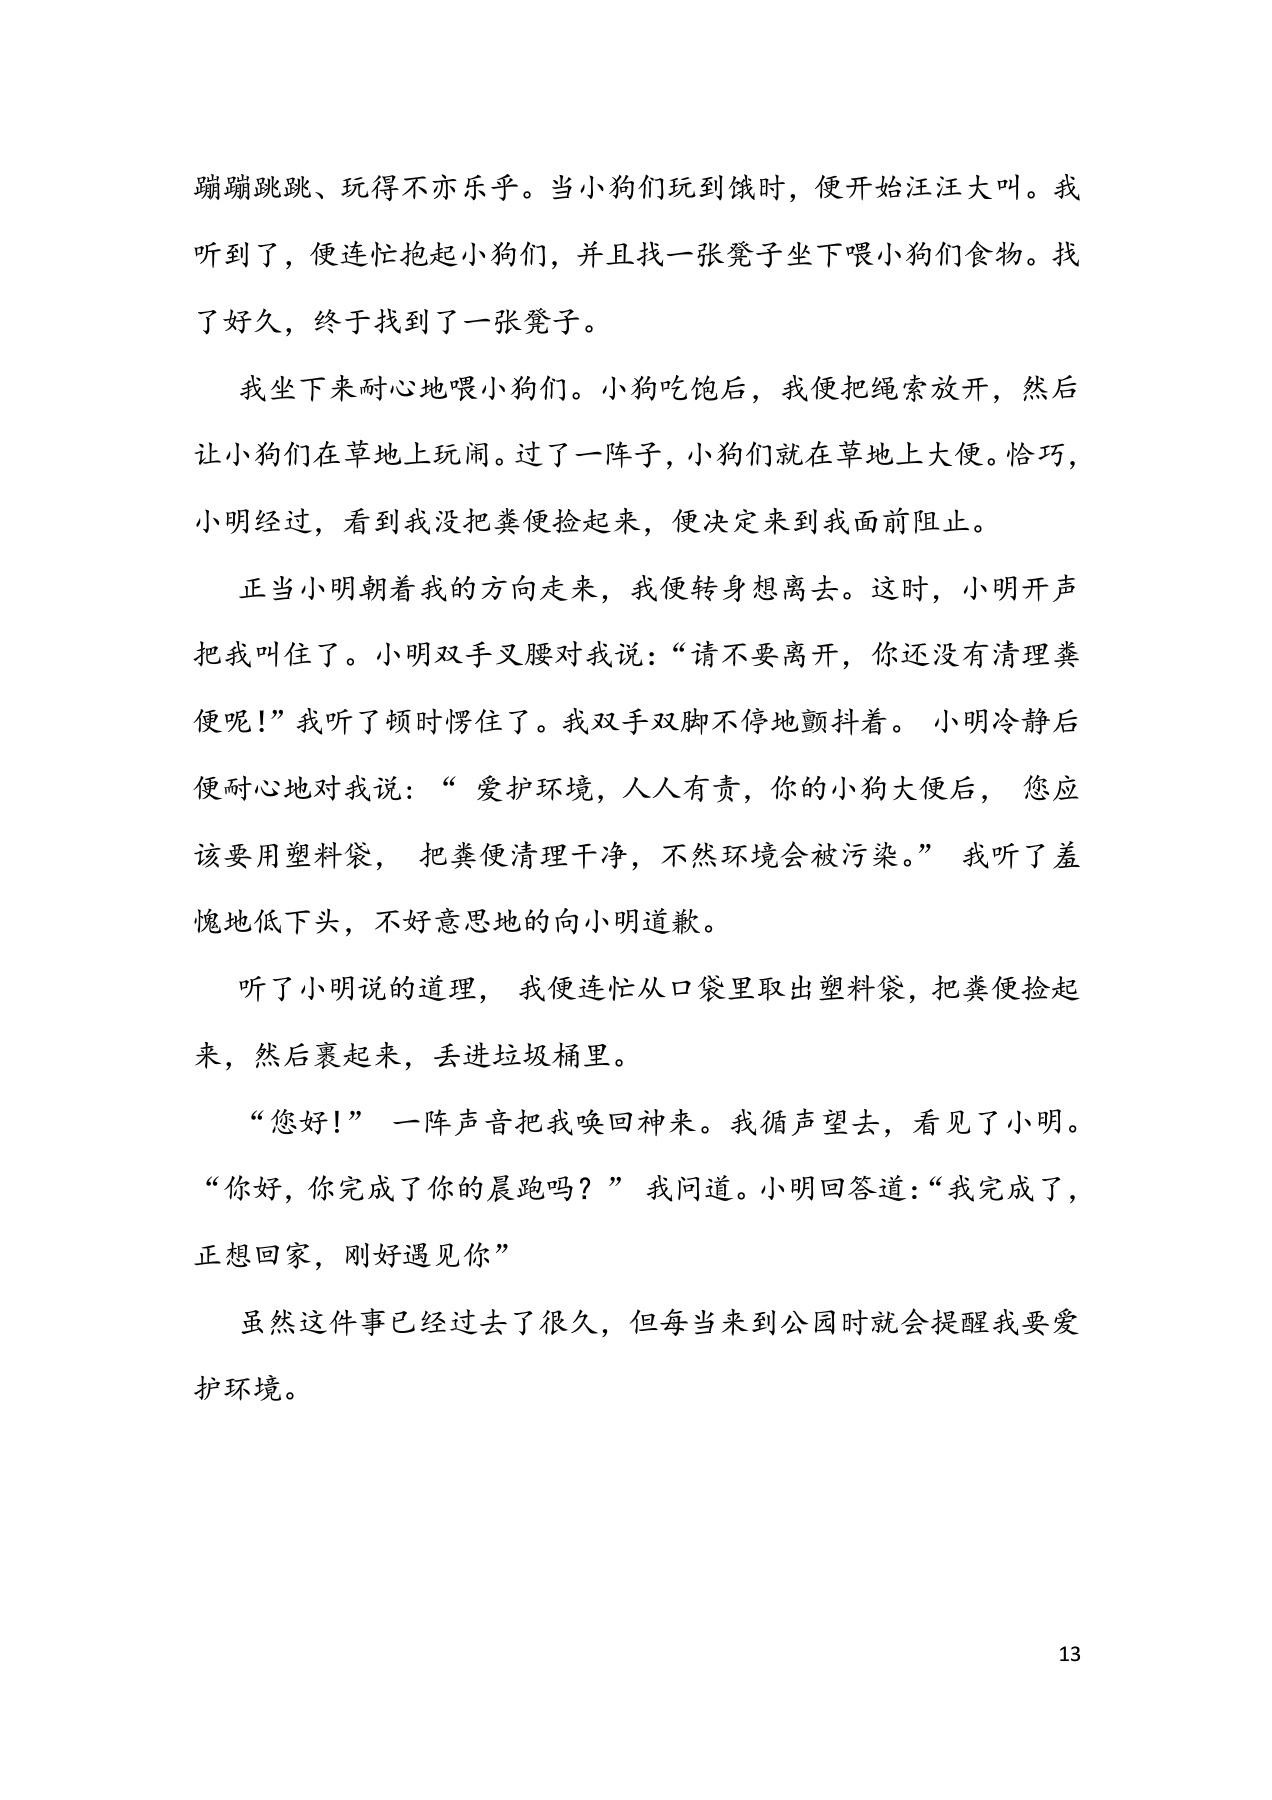 蹦蹦跳跳、玩得不亦乐乎。当小狗们玩到饿时，便开始汪汪大叫。我
听到了，便连忙抱起小狗们，并且找一张凳子坐下喂小狗们食物。找
了好久，终于找到了一张凳子。
我坐下来耐心地喂小狗们。小狗吃饱后，我便把绳索放开，然后
让小狗们在草地上玩闹。过了一阵子，小狗们就在草地上大便。恰巧，
小明经过，看到我没把粪便捡起来，便决定来到我面前阻止。
正当小明朝着我的方向走来，我便转身想离去。这时，小明开声
把我叫住了。小明双手叉腰对我说：“请不要离开，你还没有清理粪
便呢！”我听了顿时愣住了。我双手双脚不停地颤抖着。 小明冷静后
便耐心地对我说：“ 爱护环境，人人有责，你的小狗大便后， 您应
该要用塑料袋， 把粪便清理干净，不然环境会被污染。” 我听了羞
愧地低下头，不好意思地的向小明道歉。
听了小明说的道理， 我便连忙从口袋里取出塑料袋，把粪便捡起
来，然后裹起来，丢进垃圾桶里。
“您好！” 一阵声音把我唤回神来。我循声望去，看见了小明。
“你好，你完成了你的晨跑吗？” 我问道。小明回答道：“我完成了，
正想回家，刚好遇见你”
虽然这件事已经过去了很久，但每当来到公园时就会提醒我要爱
护环境。
13